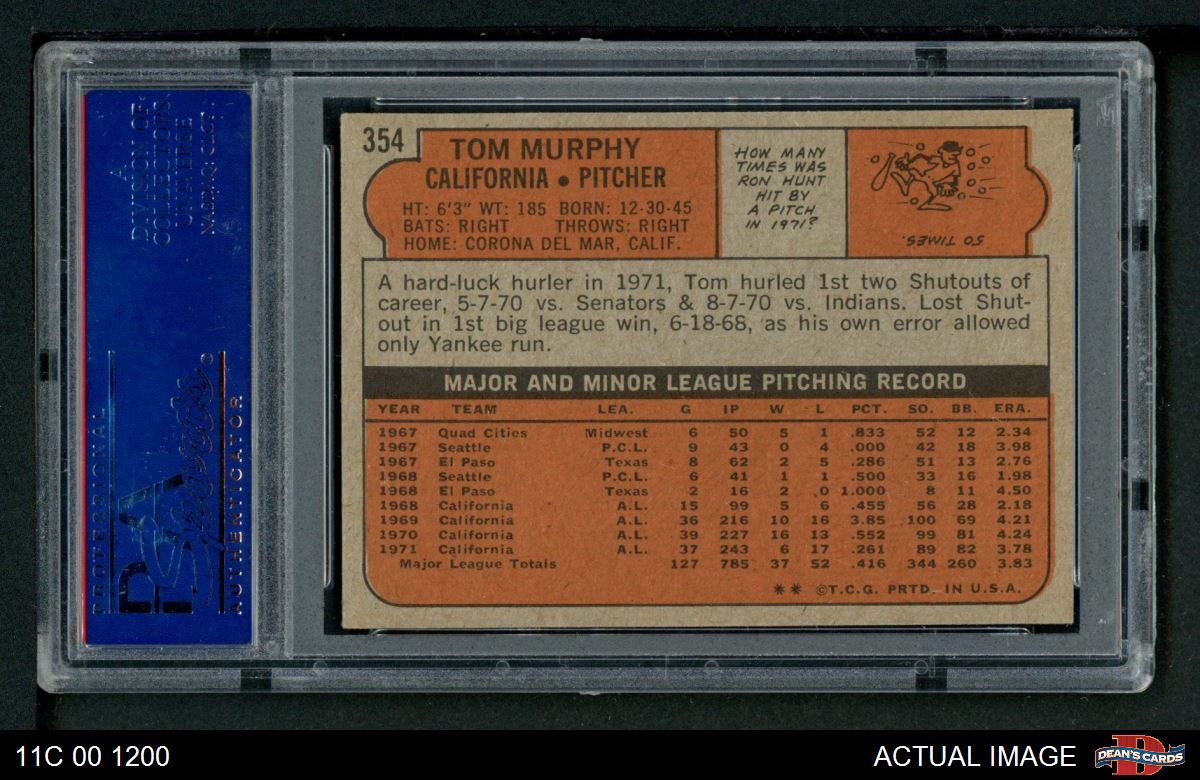 A
DIVISION OF
COLLECTORS
UNIVERSE
NASDAQ: CLCT
PROFESSIONAL
PSA
Sports
AUTHENTICATOR
354
TOM MURPHY
CALIFORNIA • PITCHER
HT: 6'3" WT: 185 BORN: 12-30-45
BATS: RIGHT THROWS: RIGHT
HOME: CORONA DEL MAR, CALIF.
HOW MANY
TIMES WAS
RON HUNT
HIT BY
A PITCH
IN 1971?
50 TIMES.
A hard-luck hurler in 1971, Tom hurled 1st two Shutouts of
career, 5-7-70 vs. Senators & 8-7-70 vs. Indians. Lost Shut-
out in 1st big league win, 6-18-68, as his own error allowed
only Yankee run.
MAJOR AND MINOR LEAGUE PITCHING RECORD
YEAR TEAM LEA. G IP W L PCT. SO. BB. ERA.
1967 Quad Cities Midwest 6 50 5 1 .833 52 12 2.34
1967 Seattle P.C.L. 9 43 0 4 .000 42 18 3.98
1967 El Paso Texas 8 62 2 5 .286 51 13 2.76
1968 Seattle P.C.L. 6 41 1 1 .500 33 16 1.98
1968 El Paso Texas 2 16 2 0 1.000 8 11 4.50
1968 California A.L. 15 99 5 6 .455 56 28 2.18
1969 California A.L. 36 216 10 16 3.85 100 69 4.21
1970 California A.L. 39 227 16 13 .552 99 81 4.24
1971 California A.L. 37 243 6 17 .261 89 82 3.78
Major League Totals 127 785 37 52 .416 344 260 3.83
** ©T.C.G. PRTD. IN U.S.A.
11C 00 1200
ACTUAL IMAGE
D
DEAN'S CARDS